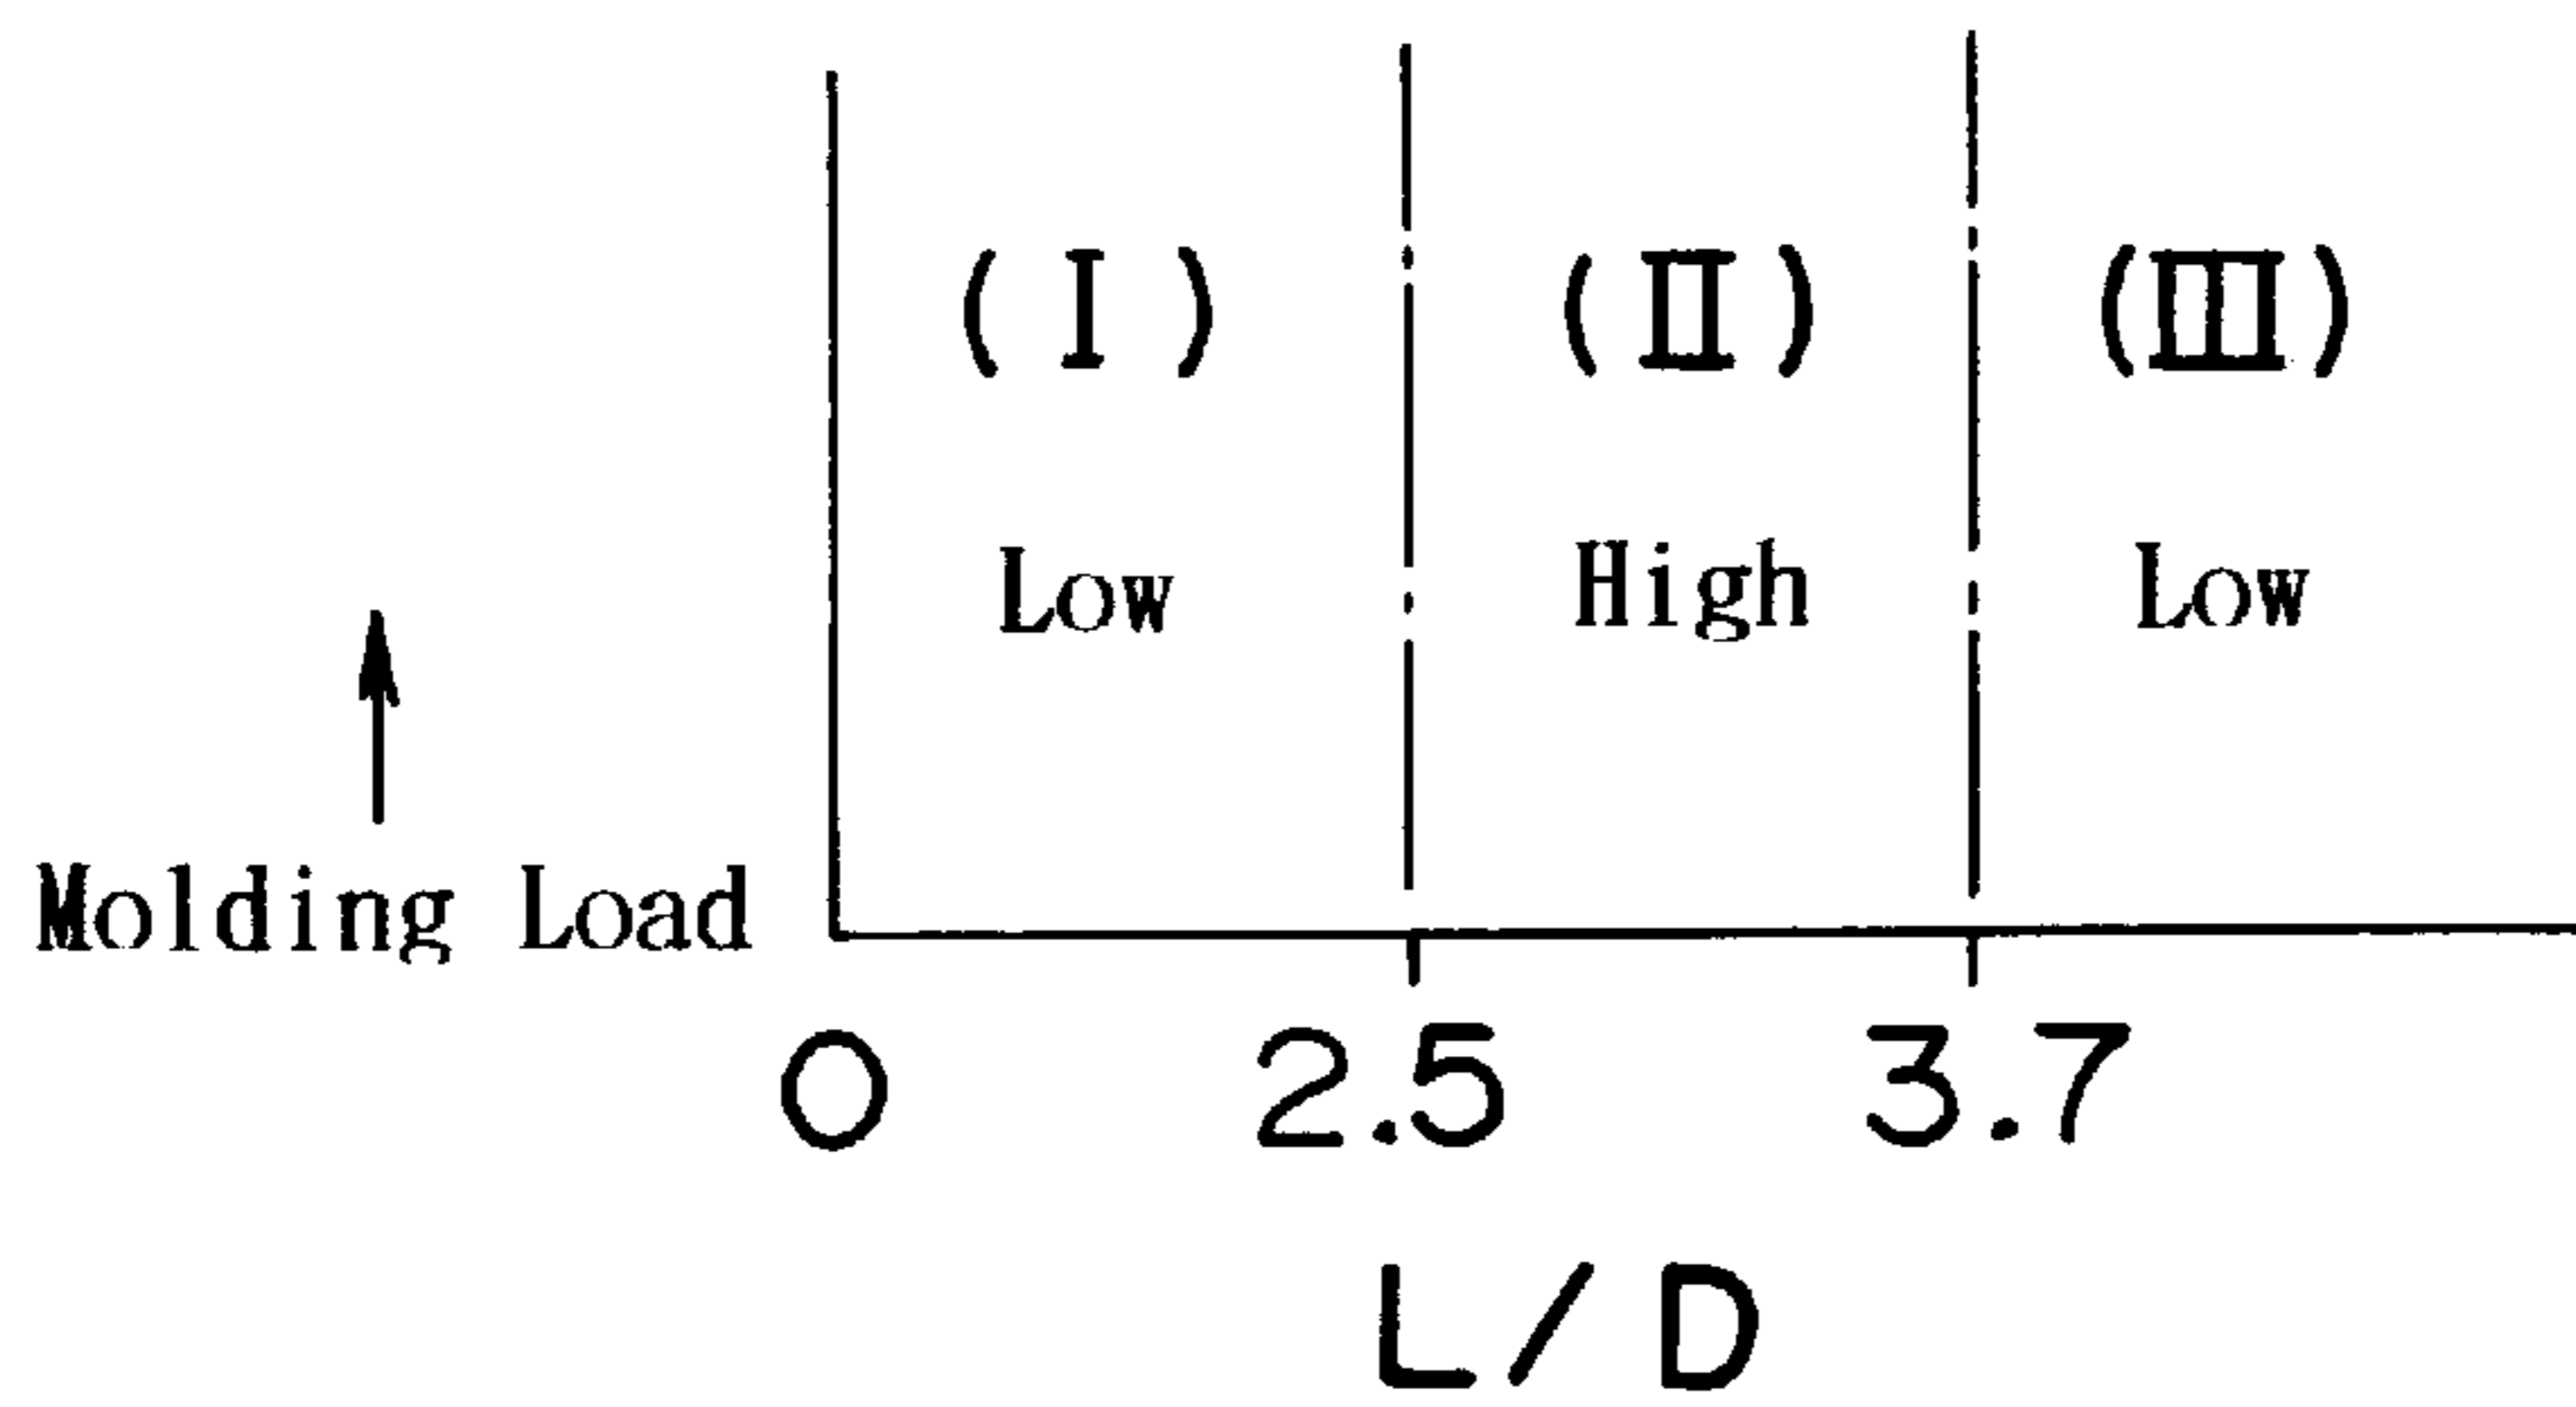 (I) (II) (III)
Low High Low
Molding Load
0 2.5 3.7
L/D